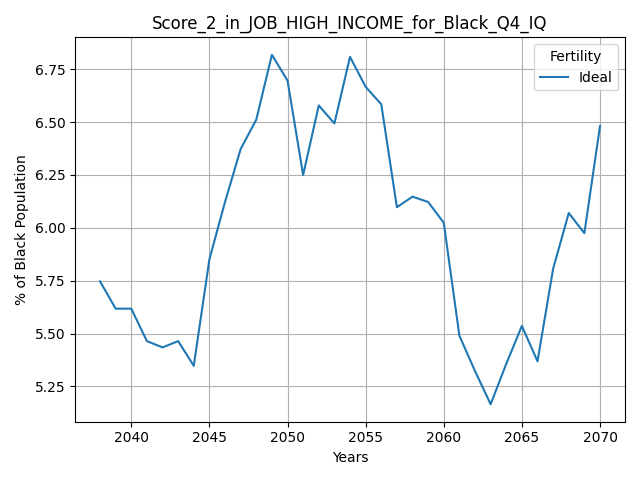 Score_2_in_JOB_HIGH_INCOME_for_Black_Q4_IQ
Fertility
Ideal
% of Black Population
6.75
6.50
6.25
6.00
5.75
5.50
5.25
2040 2045 2050 2055 2060 2065 2070
Years